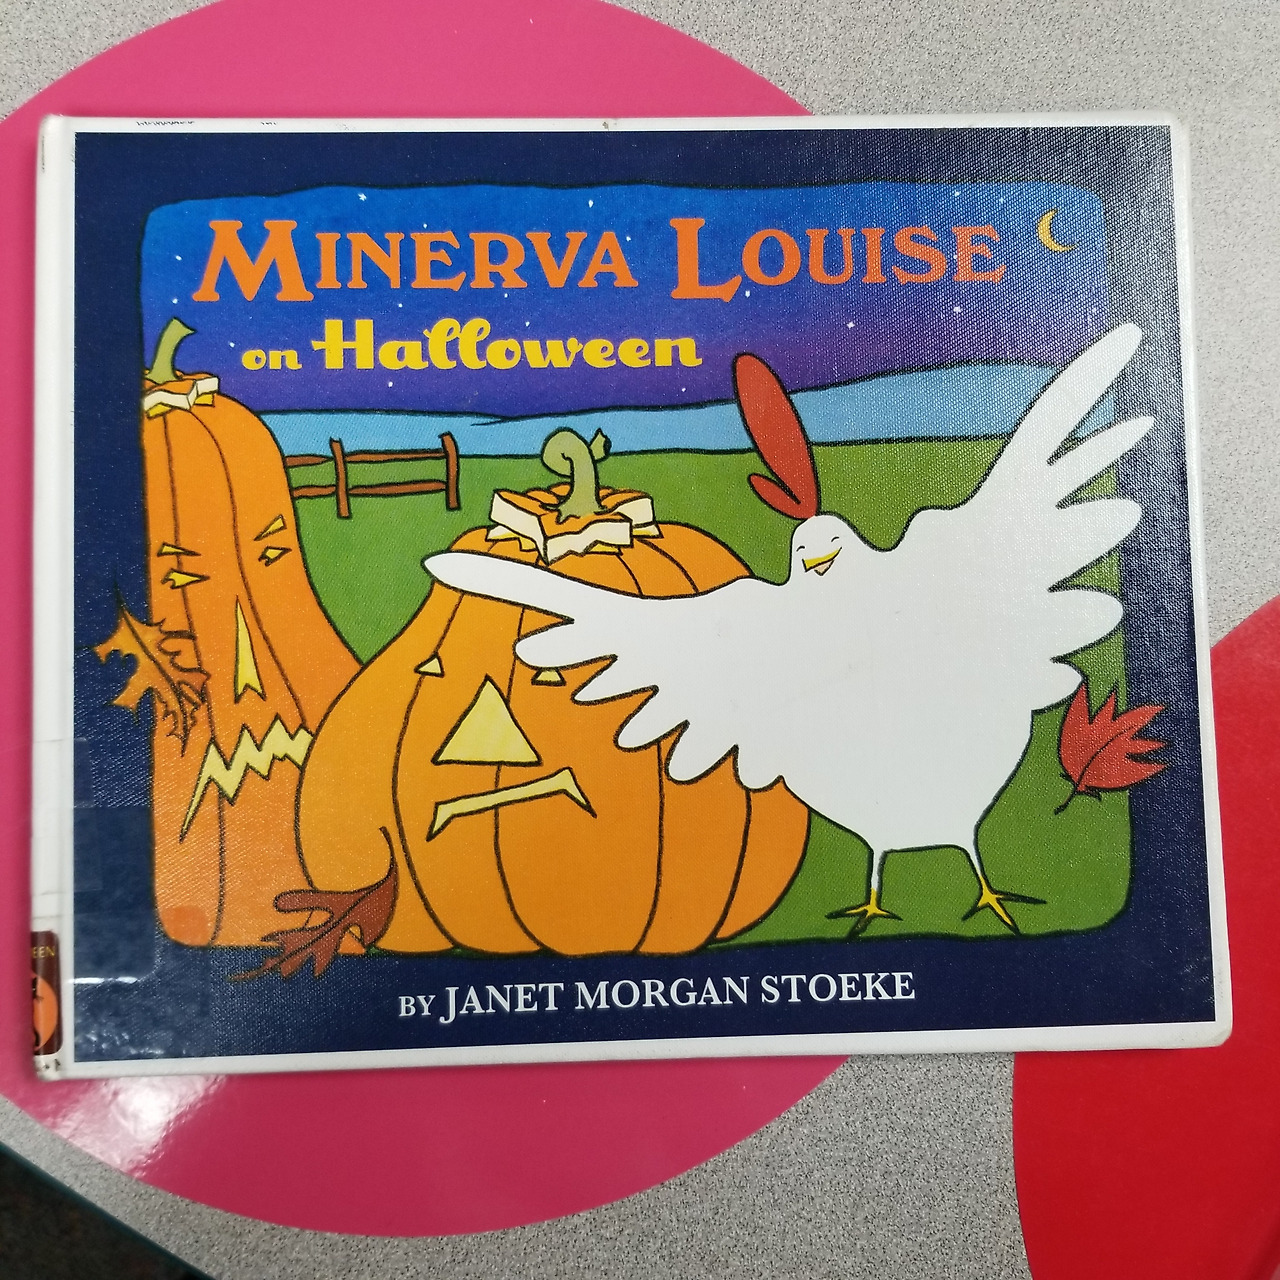 MINERVA LOUISE
on Halloween
BY JANET MORGAN STOEKE